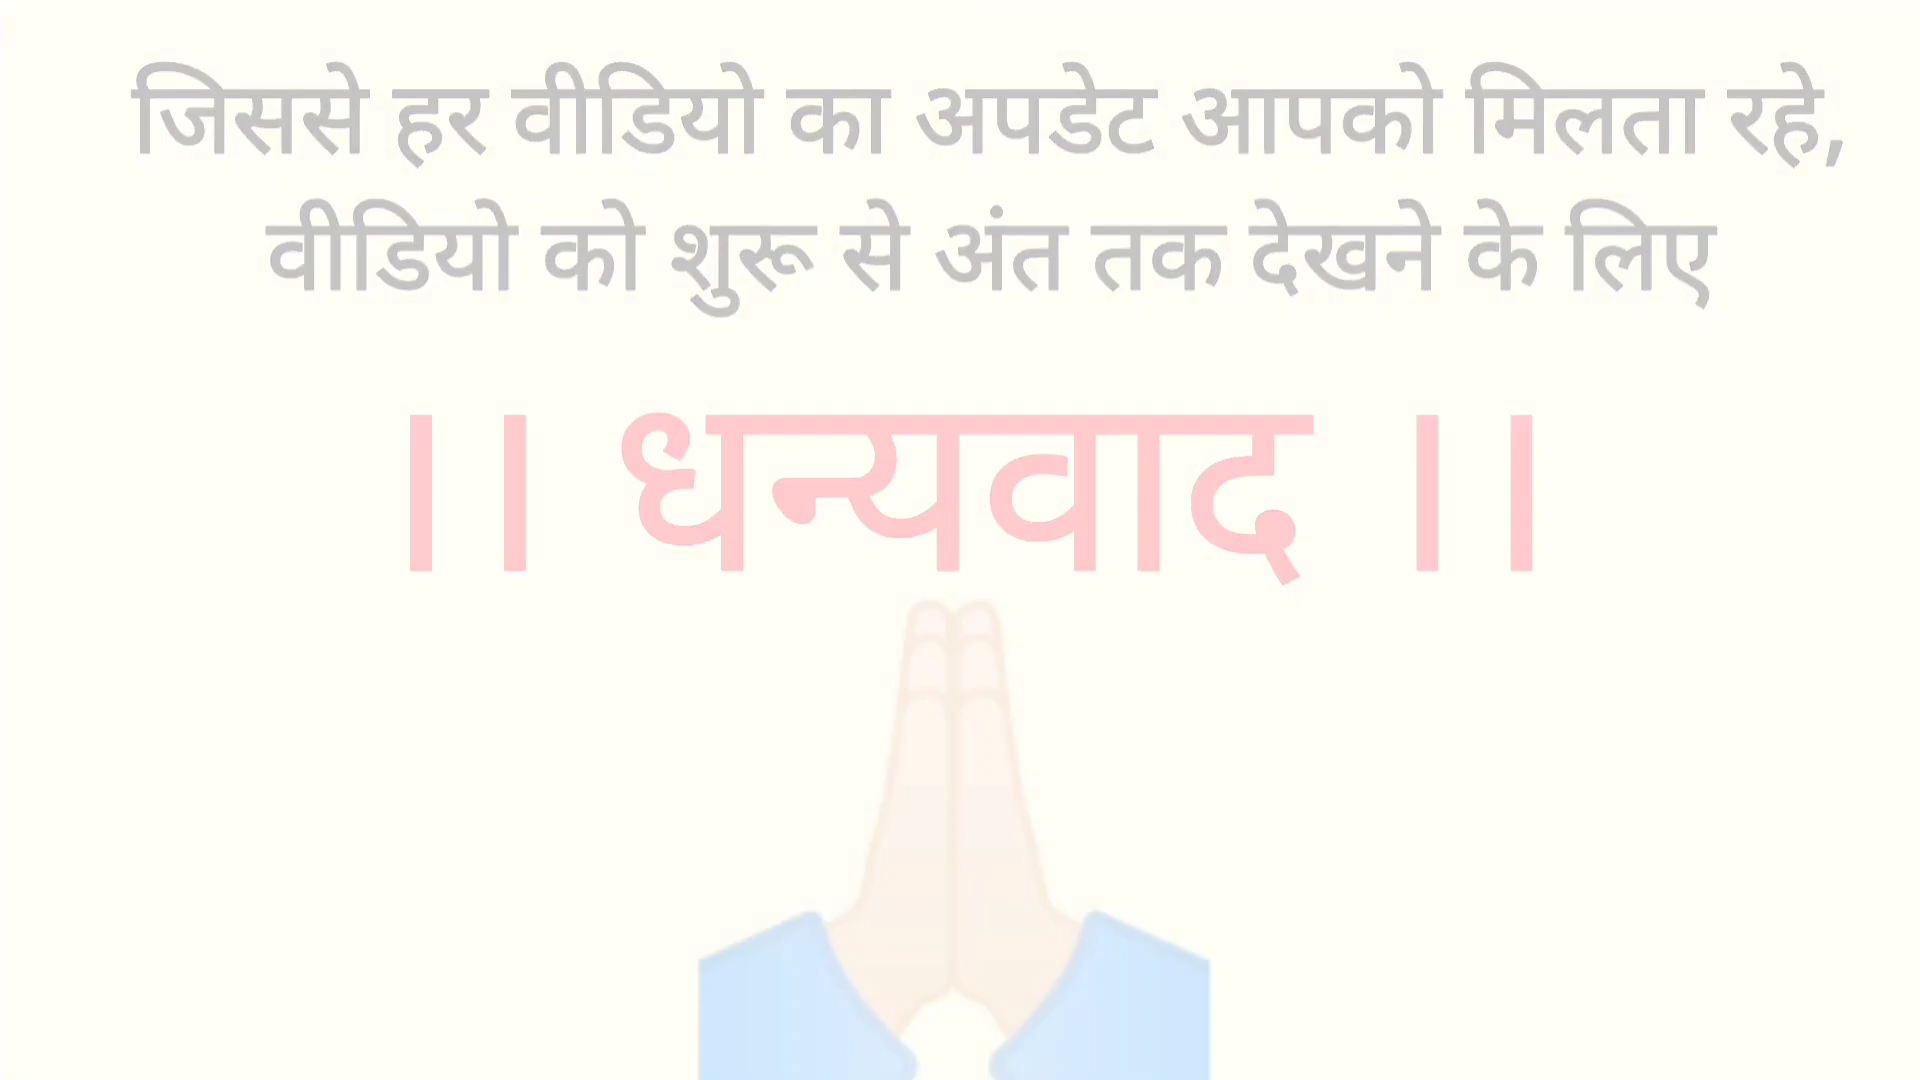 जिससे हर वीडियो का अपडेट आपको मिलता रहे,
वीडियो को शुरू से अंत तक देखने के लिए
।। धन्यवाद ।।